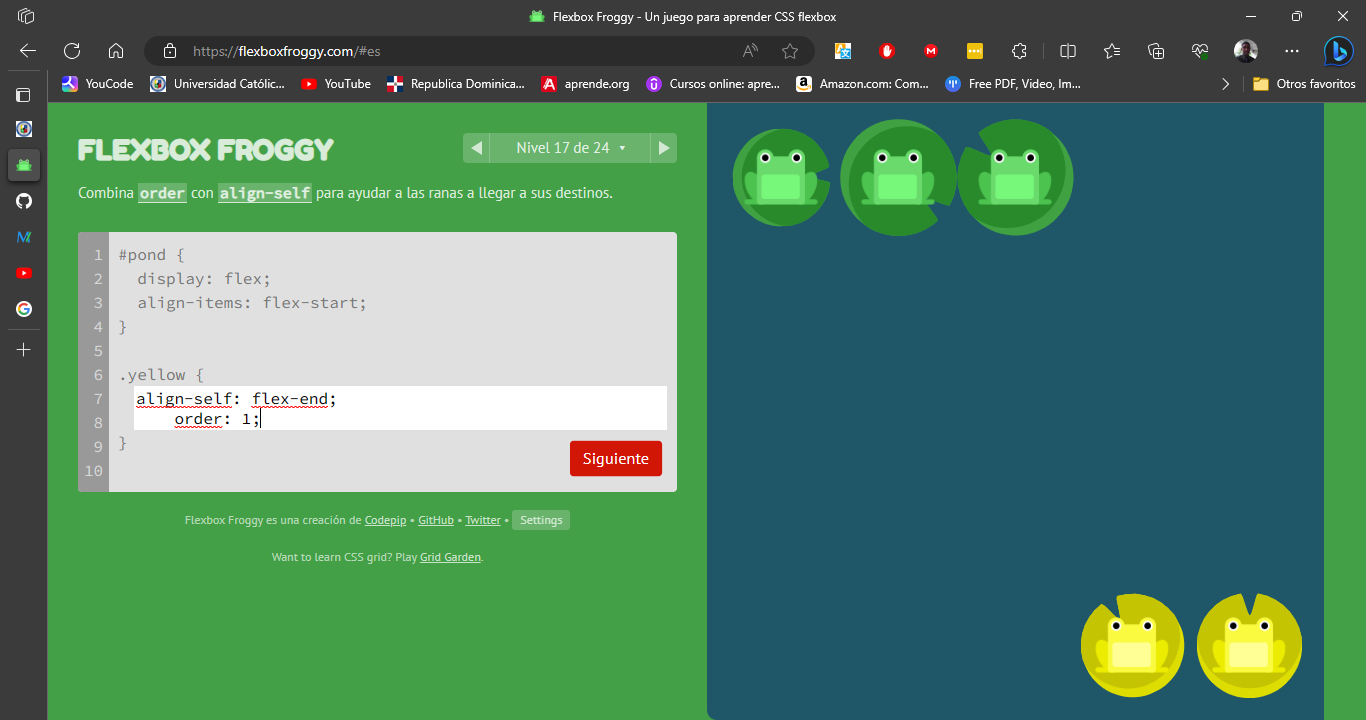 Flexbox Froggy - Un juego para aprender CSS flexbox
https://flexboxfroggy.com/#es
YouCode Universidad Católic... YouTube Republica Dominica... aprende.org Cursos online: apre... Amazon.com: Com... Free PDF, Video, Im... Otros favoritos
FLEXBOX FROGGY
Nivel 17 de 24
Combina order con align-self para ayudar a las ranas a llegar a sus destinos.
1 #pond {
2 display: flex;
3 align-items: flex-start;
4 }
5
6 .yellow {
7 align-self: flex-end;
8 order: 1;
9 }
10
Siguiente
Flexbox Froggy es una creación de Codepip • GitHub • Twitter • Settings
Want to learn CSS grid? Play Grid Garden.